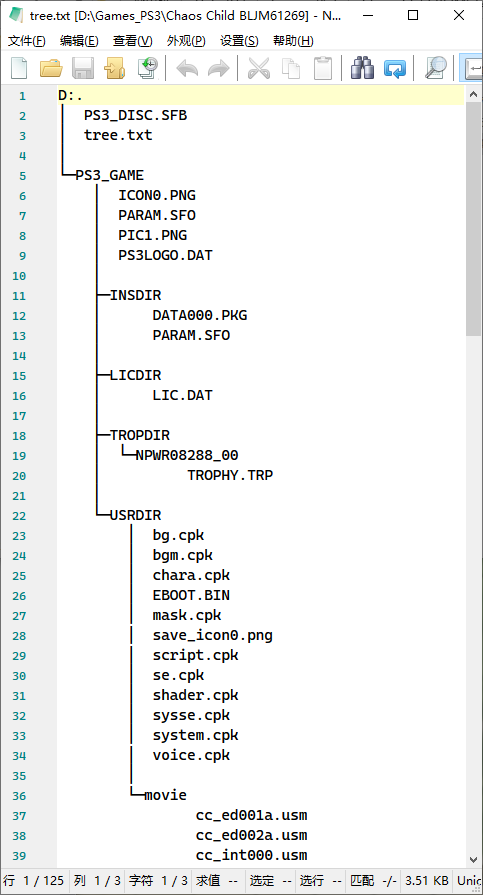 tree.txt [D:\Games_PS3\Chaos Child BLJM61269] - N...
文件(F) 编辑(E) 查看(V) 外观(P) 设置(S) 帮助(H)
1 D:.
2 │  PS3_DISC.SFB
3 │  tree.txt
4 │
5 └─PS3_GAME
6 │  ICON0.PNG
7 │  PARAM.SFO
8 │  PIC1.PNG
9 │  PS3LOGO.DAT
10 │
11 ├─INSDIR
12 │      DATA000.PKG
13 │      PARAM.SFO
14 │
15 ├─LICDIR
16 │      LIC.DAT
17 │
18 ├─TROPDIR
19 │  └─NPWR08288_00
20 │          TROPHY.TRP
21 │
22 └─USRDIR
23 │  bg.cpk
24 │  bgm.cpk
25 │  chara.cpk
26 │  EBOOT.BIN
27 │  mask.cpk
28 │  save_icon0.png
29 │  script.cpk
30 │  se.cpk
31 │  shader.cpk
32 │  sysse.cpk
33 │  system.cpk
34 │  voice.cpk
35 │
36 └─movie
37 cc_ed001a.usm
38 cc_ed002a.usm
39 cc_int000.usm
行 1 / 125 列 1 / 3 字符 1 / 3 求值 -- 选定 -- 选行 -- 匹配 -/- 3.51 KB Unic